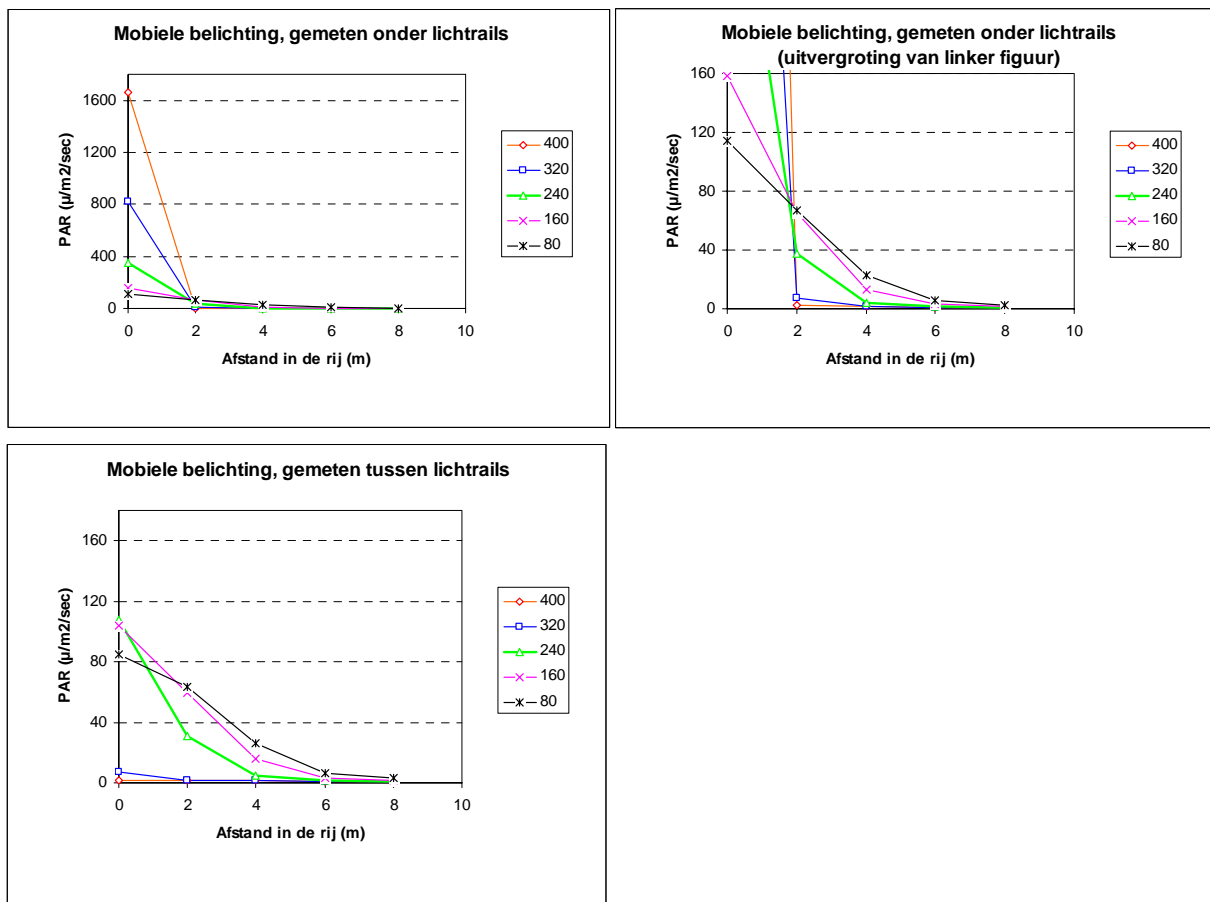 Mobiele belichting, gemeten onder lichtrails
1600
1200
800
400
0
PAR (µ/m2/sec)
0 2 4 6 8 10
Afstand in de rij (m)
400
320
240
160
80
Mobiele belichting, gemeten onder lichtrails
(uitvergroting van linker figuur)
160
120
80
40
0
PAR (µ/m2/sec)
0 2 4 6 8 10
Afstand in de rij (m)
400
320
240
160
80
Mobiele belichting, gemeten tussen lichtrails
160
120
80
40
0
PAR (µ/m2/sec)
0 2 4 6 8 10
Afstand in de rij (m)
400
320
240
160
80